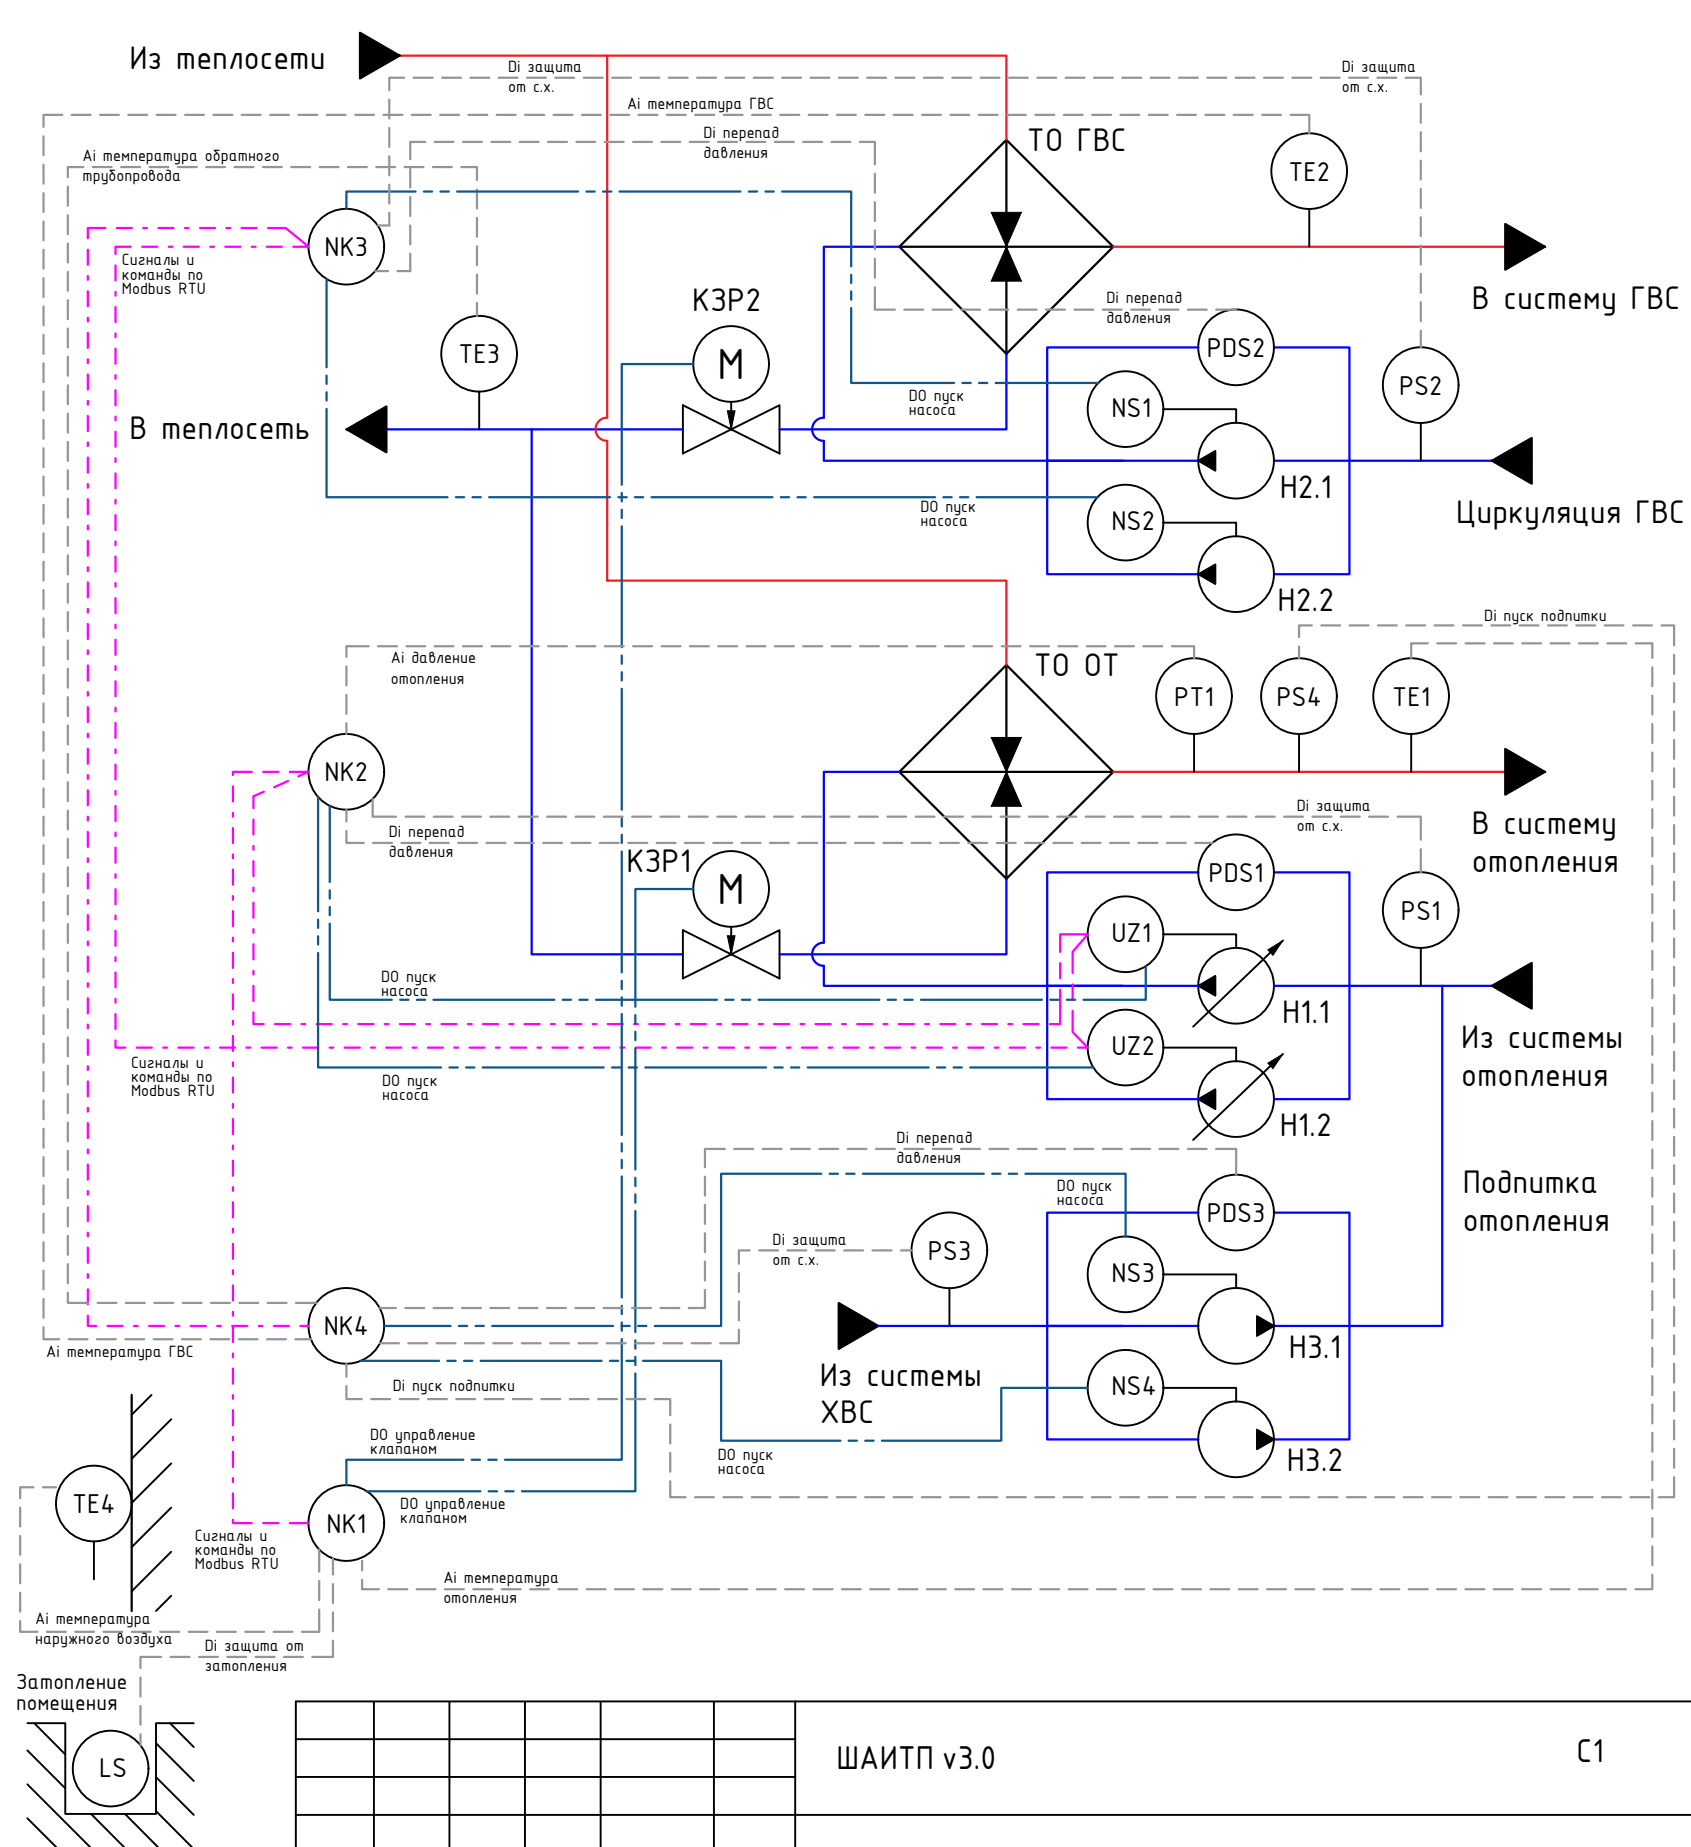 Из теплосети
Di защита
от с.х.
Di защита
от с.х.
Ai температура ГВС
Di перепад
давления
ТО ГВС
Ai температура обратного
трубопровода
TE2
NK3
Сигналы и
команды по
Modbus RTU
КЗР2
Di перепад
давления
В систему ГВС
TE3
M
PDS2
PS2
DO пуск
насоса
NS1
В теплосеть
Н2.1
DO пуск
насоса
NS2
Циркуляция ГВС
Н2.2
Di пуск подпитки
Ai давление
отопления
ТО ОТ
PT1
PS4
TE1
NK2
Di защита
от с.х.
Di перепад
давления
В систему
отопления
КЗР1
M
PDS1
PS1
UZ1
DO пуск
насоса
Н1.1
Из системы
отопления
UZ2
Сигналы и
команды по
Modbus RTU
DO пуск
насоса
Н1.2
Di перепад
давления
DO пуск
насоса
Подпитка
отопления
PDS3
Di защита
от с.х.
PS3
NS3
NK4
Н3.1
Ai температура ГВС
Из системы
ХВС
Di пуск подпитки
NS4
DO управление
клапаном
DO пуск
насоса
Н3.2
TE4
DO управление
клапаном
NK1
Сигналы и
команды по
Modbus RTU
Ai температура
отопления
Ai температура
наружного воздуха
Di защита от
затопления
Затопление
помещения
LS
ШАИТП v3.0
С1